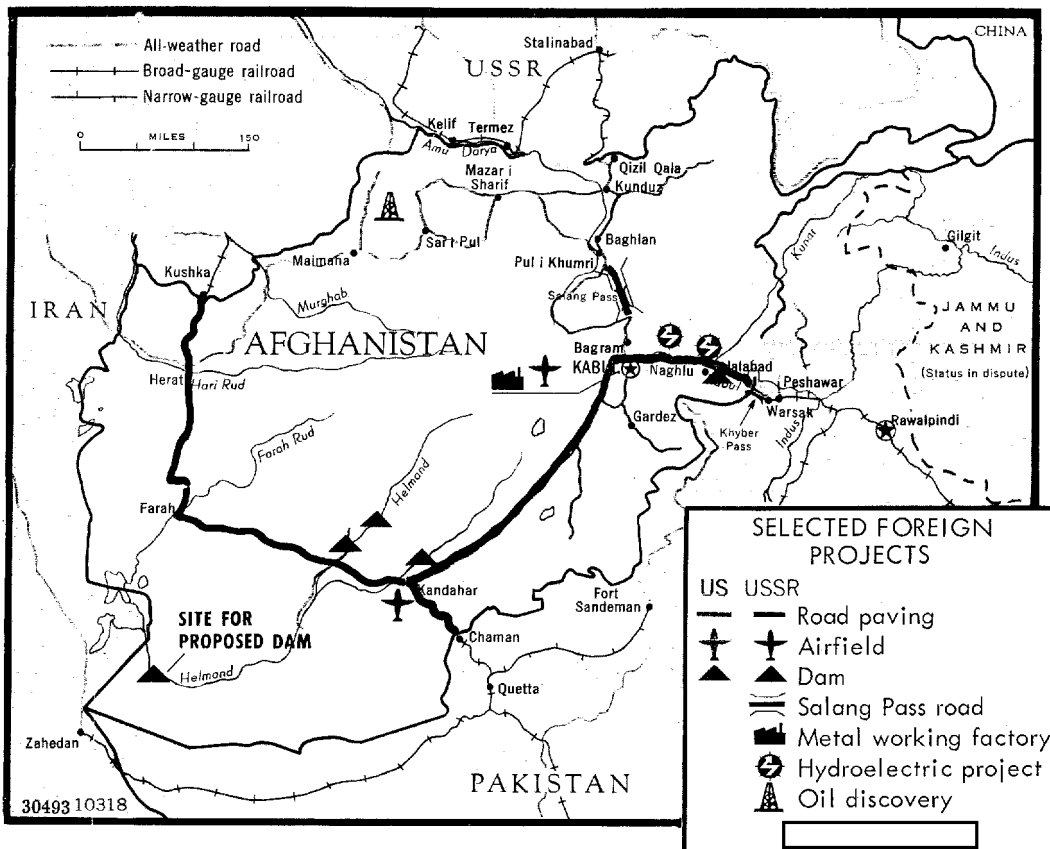 All-weather road
Broad-gauge railroad
Narrow-gauge railroad
0 MILES 150
CHINA
Stalinabad
USSR
Kelif
Termez
Amu Darya
Qizil Qala
Mazar i
Sharif
Kunduz
Sar i Pul
Baghlan
Maimana
Pul i Khumri
Kunar
Gilgit
Indus
Kushka
Salang Pass
Murghab
IRAN
AFGHANISTAN
JAMMU
AND
KASHMIR
(Status in dispute)
Bagram
Herat
Hari Rud
Naghlu
Peshawar
Warsak
Khyber
Pass
Indus
Rawalpindi
Gardez
Farah Rud
Helmand
Farah
Kandahar
Fort
Sandeman
SITE FOR
PROPOSED DAM
Chaman
Helmand
Quetta
Zahedan
PAKISTAN
30493 10318
SELECTED FOREIGN
PROJECTS
US USSR
Road paving
Airfield
Dam
Salang Pass road
Metal working factory
Hydroelectric project
Oil discovery